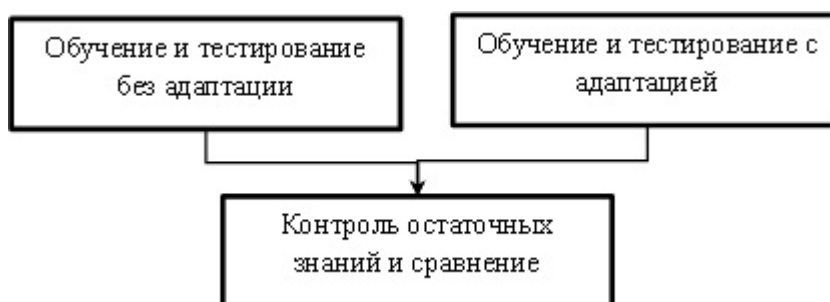 Обучение и тестирование
без адаптации
Обучение и тестирование с
адаптацией
Контроль остаточных
знаний и сравнение